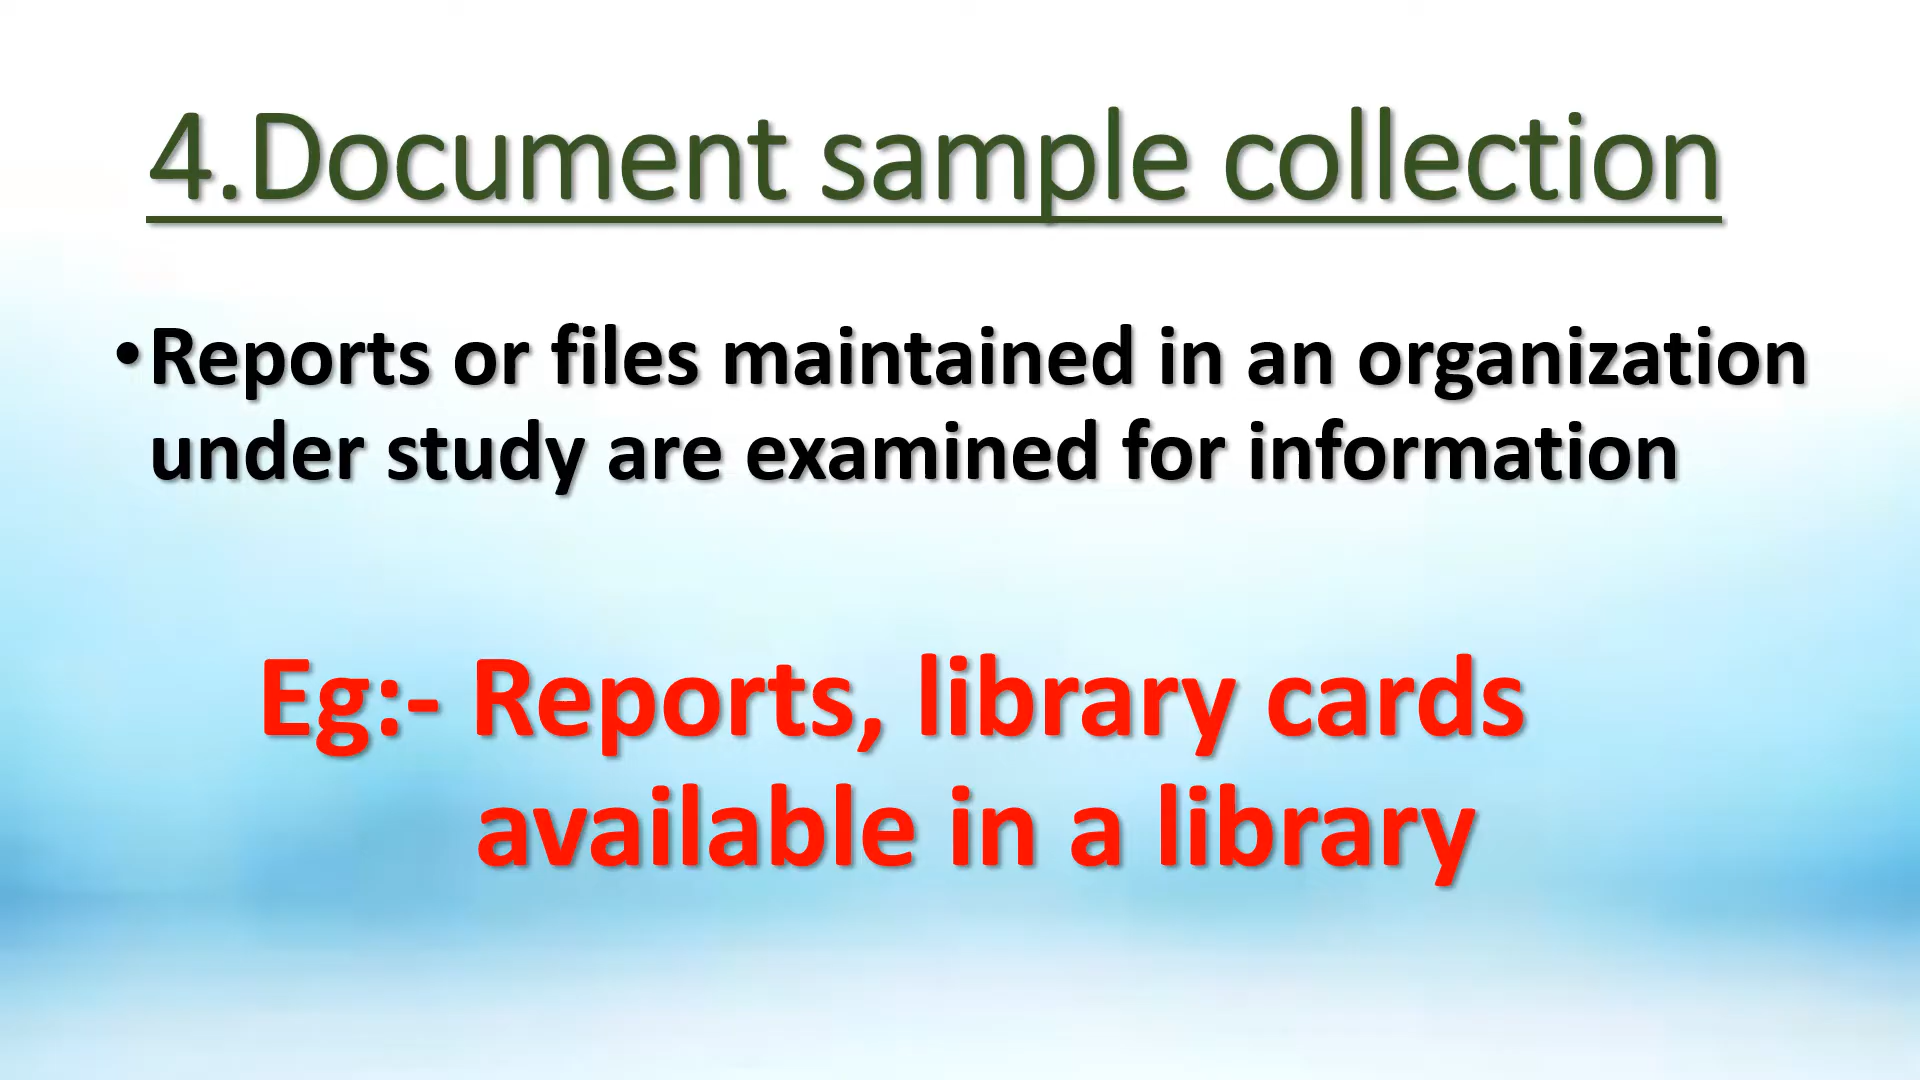 4.Document sample collection
•Reports or files maintained in an organization
under study are examined for information
Eg:- Reports, library cards
available in a library